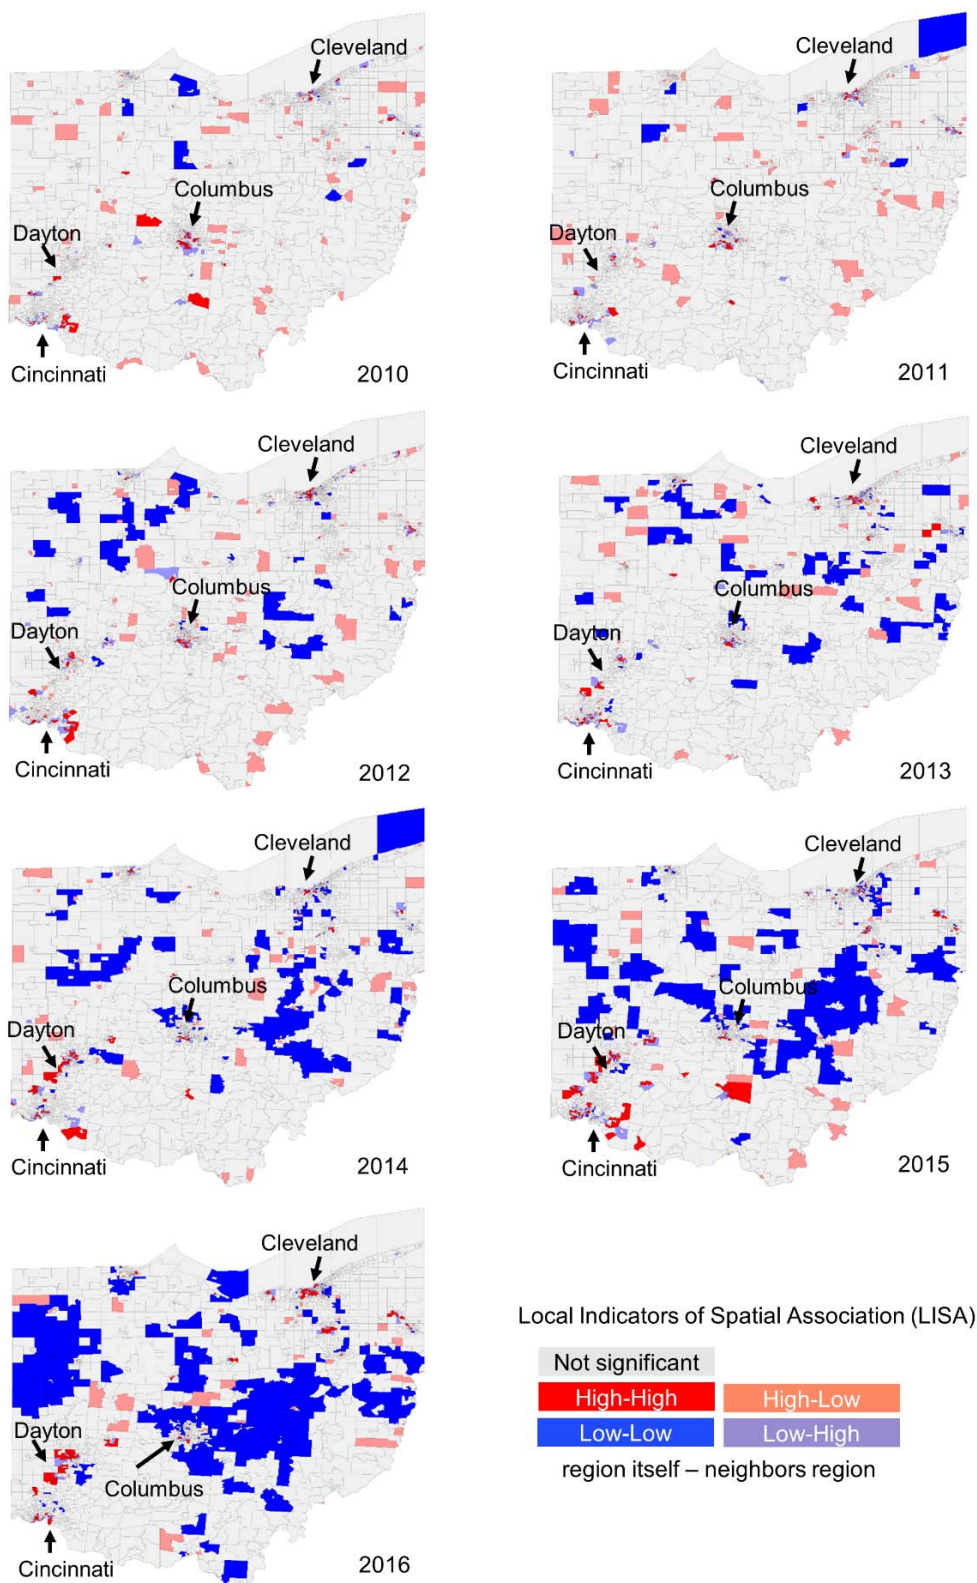 Cleveland
Columbus
Dayton
Cincinnati
2010
Cleveland
Columbus
Dayton
Cincinnati
2011
Cleveland
Columbus
Dayton
Cincinnati
2012
Cleveland
Columbus
Dayton
Cincinnati
2013
Cleveland
Columbus
Dayton
Cincinnati
2014
Cleveland
Columbus
Dayton
Cincinnati
2015
Cleveland
Dayton
Columbus
Cincinnati
2016
Local Indicators of Spatial Association (LISA)
Not significant
High-High
High-Low
Low-Low
Low-High
region itself – neighbors region